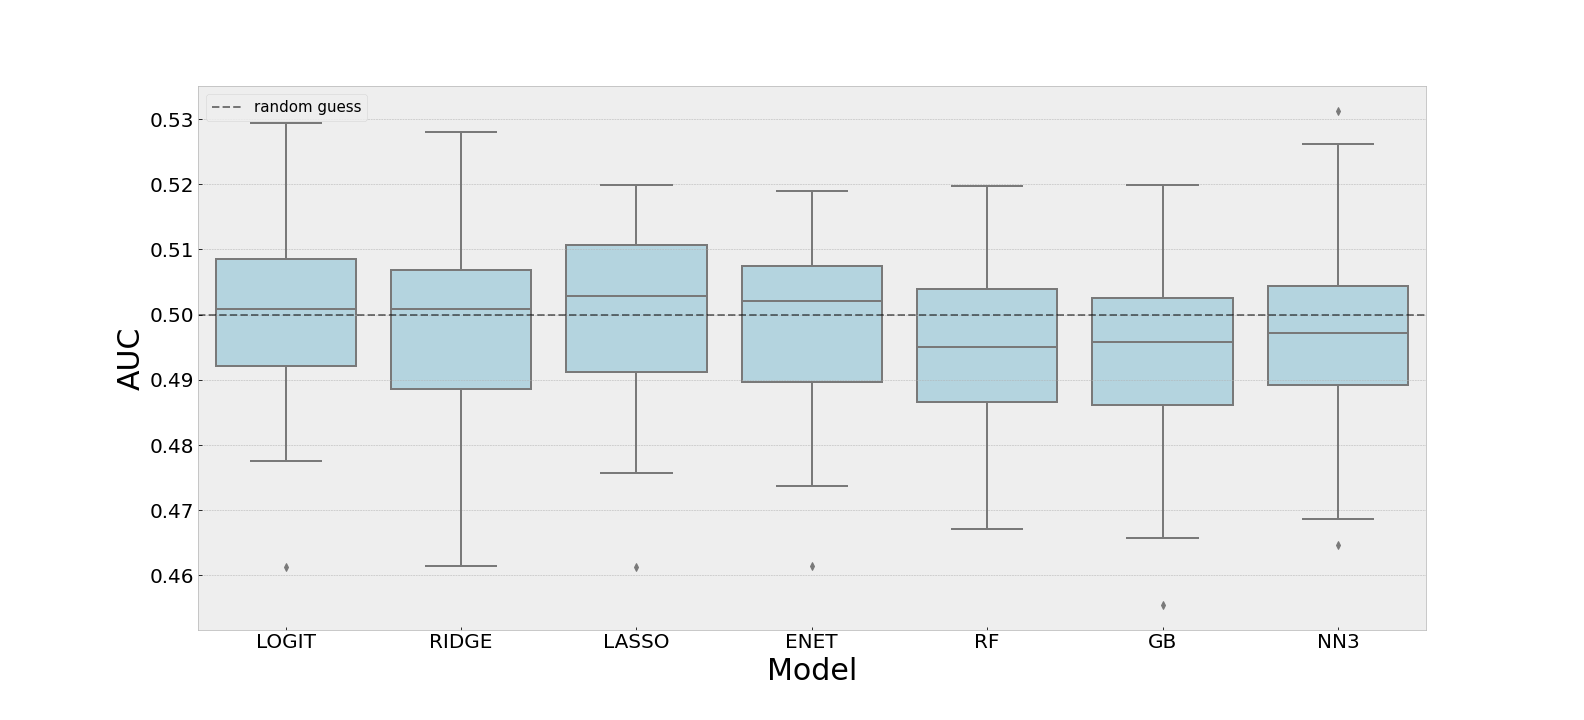 random guess
0.53
0.52
0.51
0.50
0.49
0.48
0.47
0.46
AUC
LOGIT RIDGE LASSO ENET RF GB NN3
Model